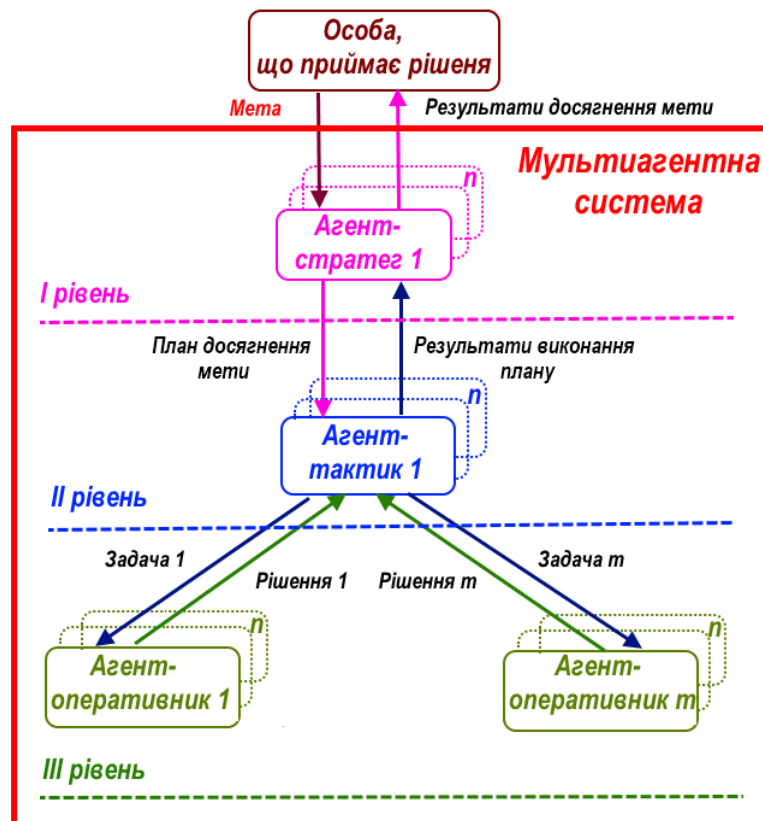 Особа,
що приймає рішеня
Мета
Результати досягнення мети
Мультиагентна
система
n
Агент-
стратег 1
I рівень
План досягнення
мети
Результати виконання
плану
n
Агент-
тактик 1
II рівень
Задача 1
Рішення 1
Рішення m
Задача m
n
Агент-
оперативник 1
n
Агент-
оперативник m
III рівень